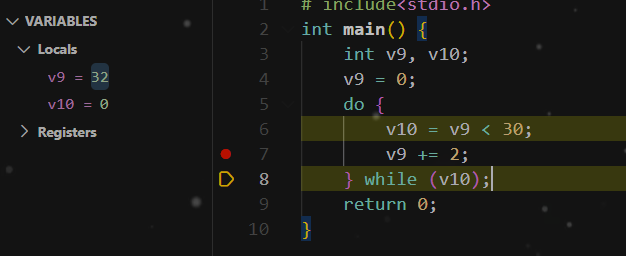 VARIABLES
Locals
v9 = 32
v10 = 0
Registers
1 # include<stdio.h>
2 int main() {
3 int v9, v10;
4 v9 = 0;
5 do {
6 v10 = v9 < 30;
7 v9 += 2;
8 } while (v10);
9 return 0;
10 }